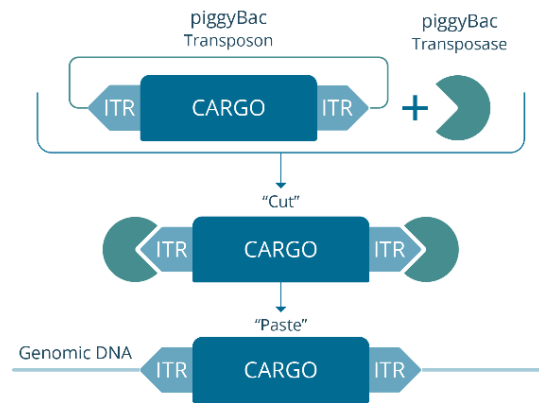 piggyBac
Transposon
piggyBac
Transposase
ITR
CARGO
ITR
+
"Cut"
ITR
CARGO
ITR
"Paste"
Genomic DNA
ITR
CARGO
ITR